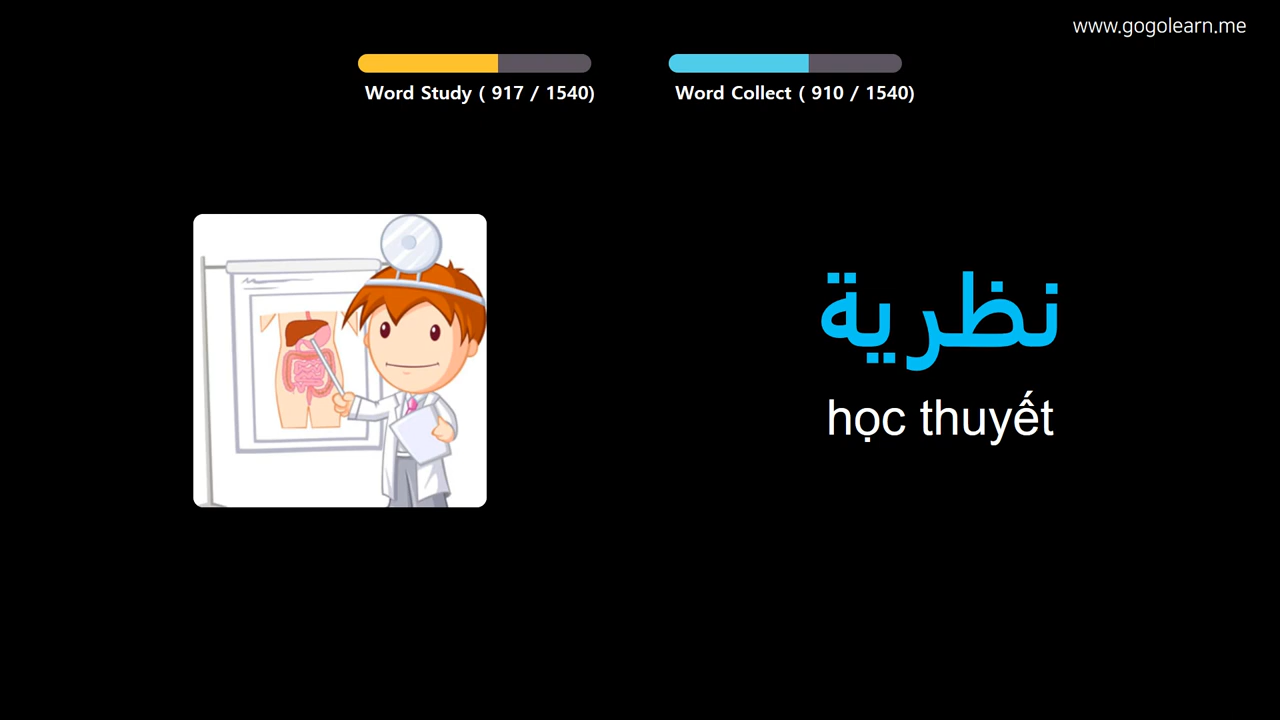 www.gogolearn.me
Word Study ( 917 / 1540)
Word Collect ( 910 / 1540)
نظرية
học thuyết